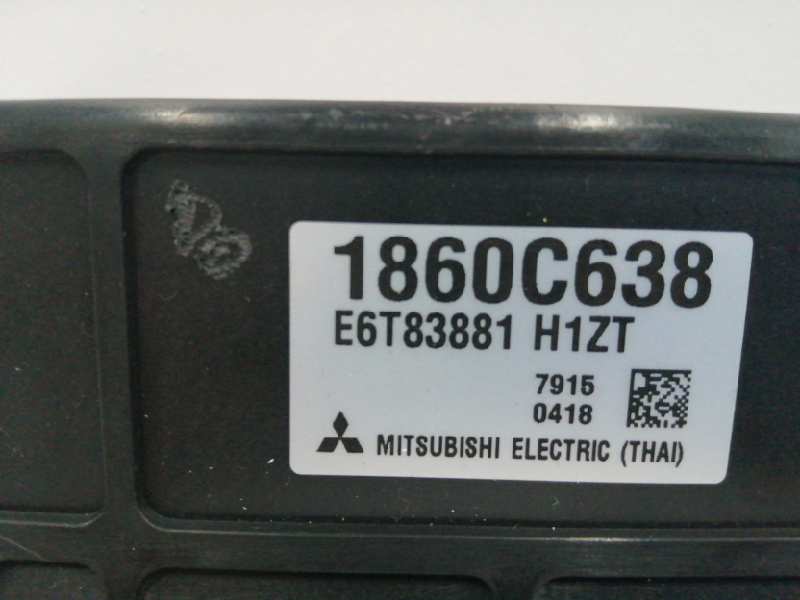 1860C638
E6T83881 H1ZT
7915
0418
MITSUBISHI ELECTRIC (THAI)